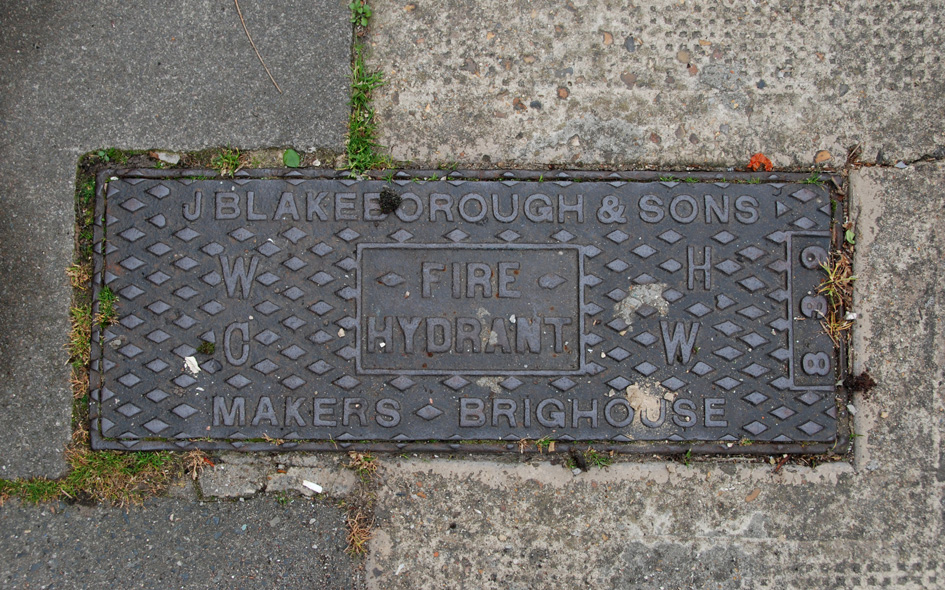 J BLAKEBOROUGH & SONS
W H
FIRE
HYDRANT
C W
MAKERS BRIGHOUSE